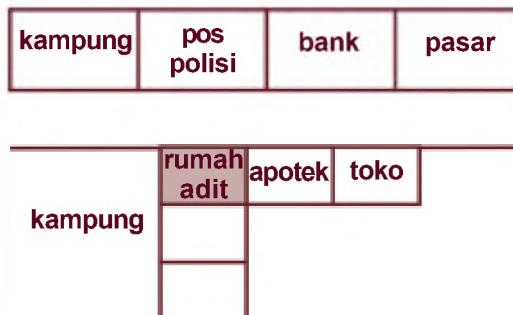 kampung
pos
polisi
bank
pasar
rumah
adit
apotek
toko
kampung